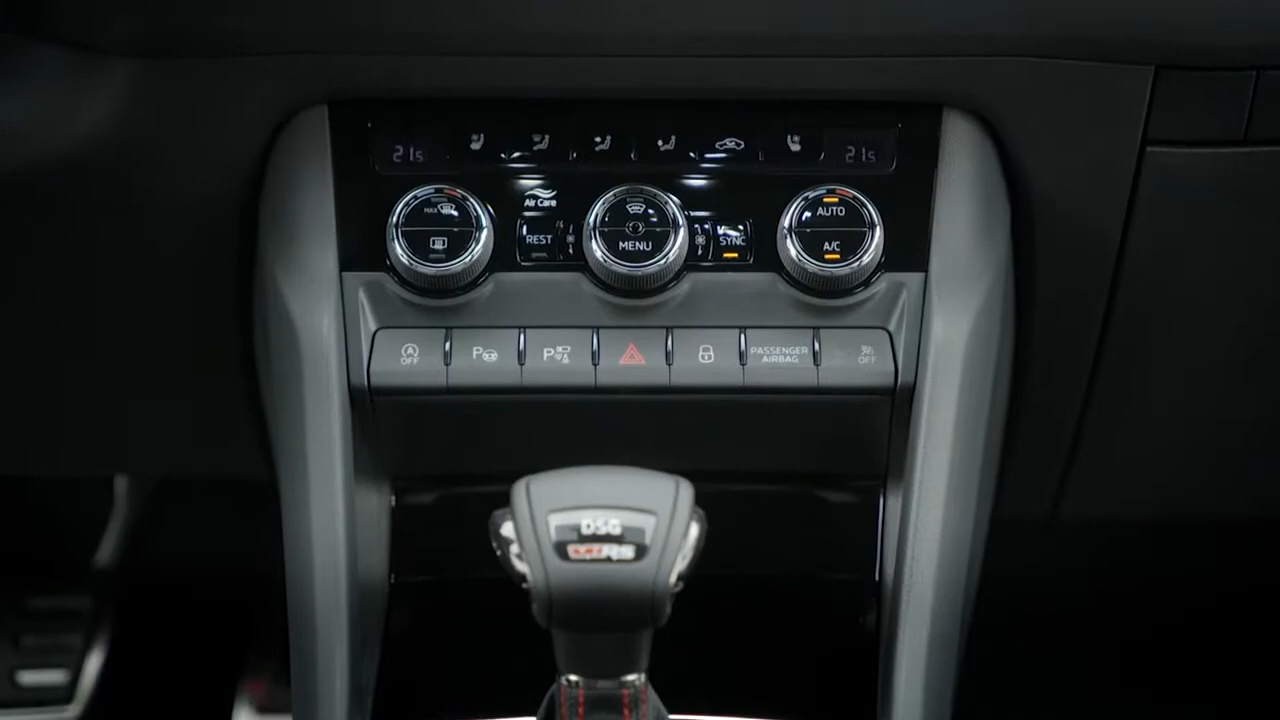 21.5
21.5
MAX
Air Care
AUTO
REST
MENU
SYNC
A/C
A
OFF
P
P
PASSENGER
AIRBAG
OFF
DSG
RS